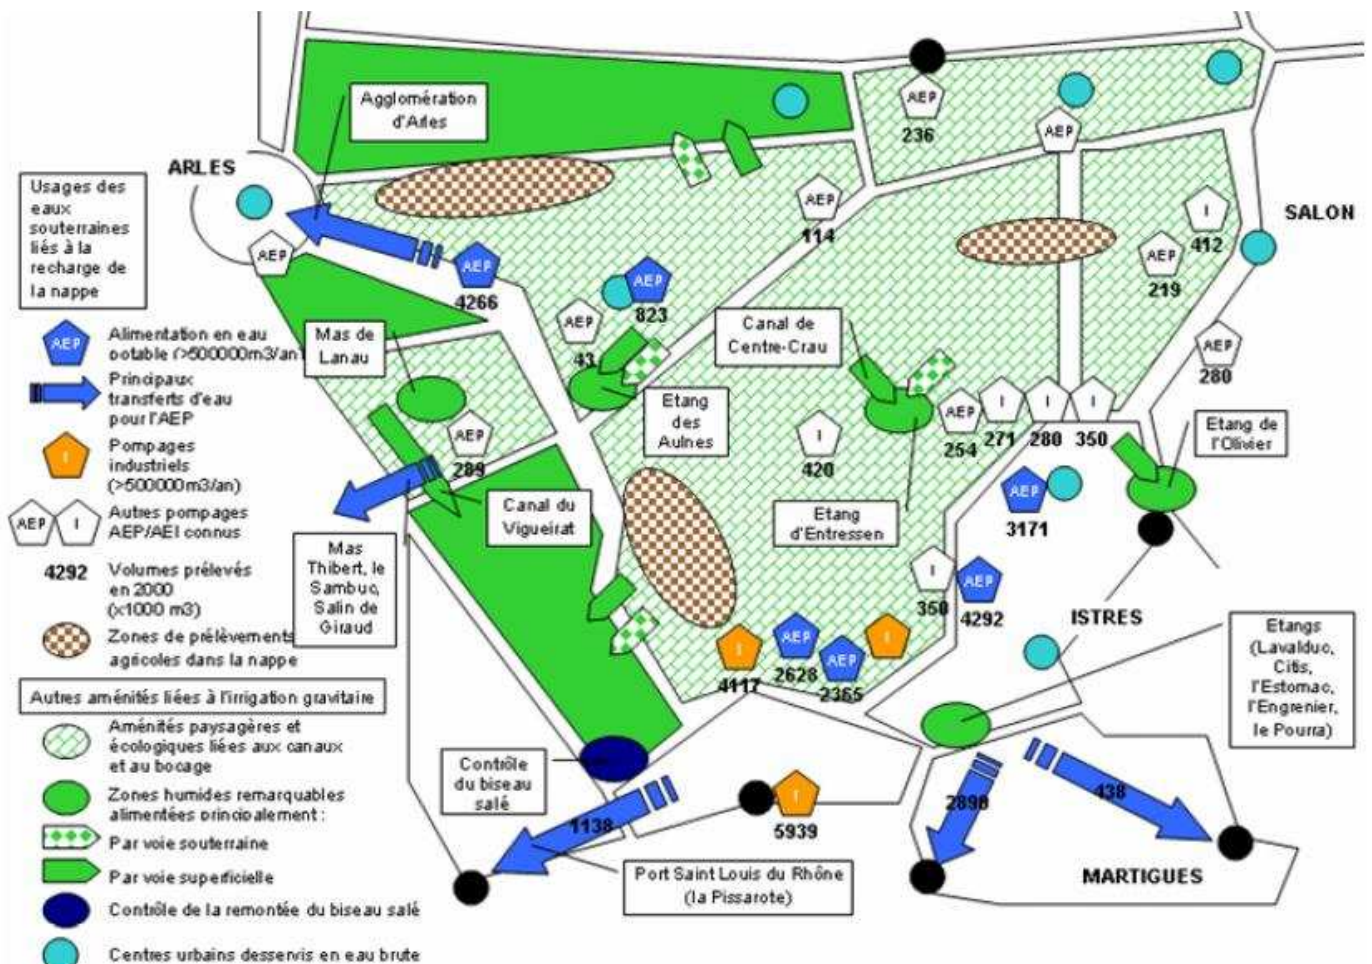 Usages des
eaux
souterraines
liés à la
recharge de
la nappe
AEP
Alimentation en eau
potable (>500000m3/an)
Principaux
transferts d'eau
pour l'AEP
I
Pompages
industriels
(>500000m3/an)
AEP
I
Autres pompages
AEP/AEI connus
4292
Volumes prélevés
en 2000
(x1000 m3)
Zones de prélèvements
agricoles dans la nappe
Autres aménités liées à l'irrigation gravitaire
Aménités paysagères et
écologiques liées aux canaux
et au bocage
Zones humides remarquables
alimentées principalement :
Par voie souterraine
Par voie superficielle
Contrôle de la remontée du biseau salé
Centres urbains desservis en eau brute
ARLES
Agglomération
d'Arles
AEP
AEP
236
AEP
AEP
4266
AEP
114
SALON
I
412
AEP
219
AEP
280
AEP
823
AEP
43
Mas de
Lanau
AEP
289
Canal de
Centre-Crau
Etang
des
Aulnes
I
420
AEP
254
I
271
I
280
I
350
Etang de
l'Olivier
Canal du
Vigueirat
Etang
d'Entressen
AEP
3171
Mas
Thibert, le
Sambuc,
Salin de
Giraud
I
350
AEP
4292
ISTRES
Etangs
(Lavalduc,
Citis,
l'Estomac,
l'Engrenier,
le Pourra)
I
4117
AEP
2628
AEP
2365
I
Contrôle
du biseau
salé
1138
I
5939
2898
438
Port Saint Louis du Rhône
(la Pissarote)
MARTIGUES